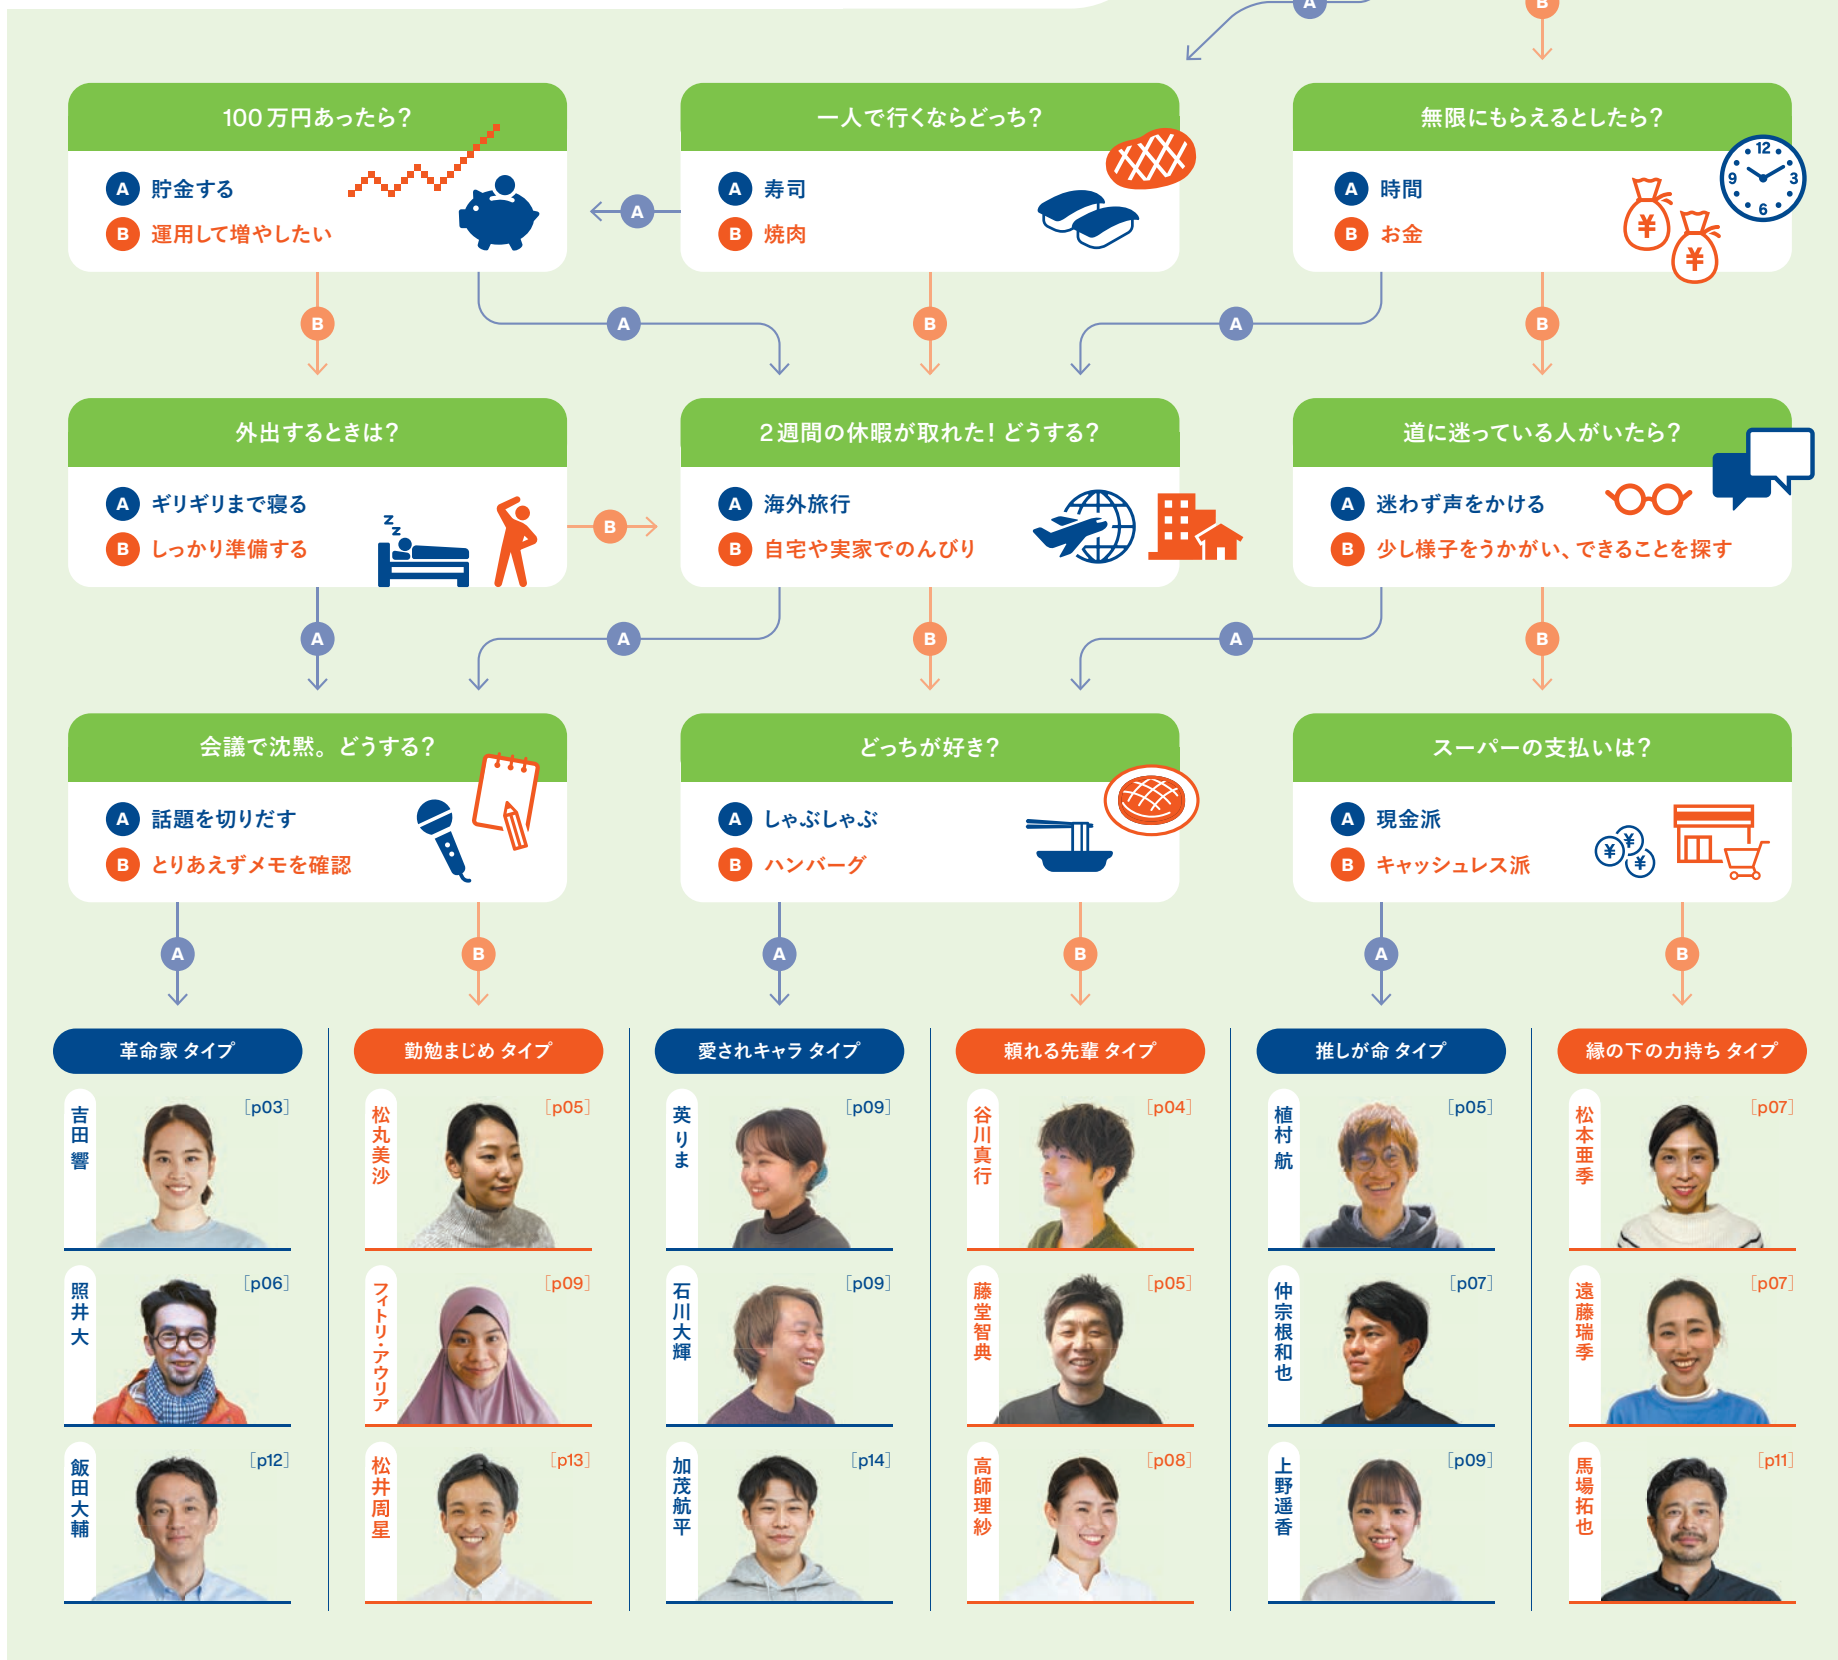 A
B
100万円あったら?
A 貯金する
B 運用して増やしたい
A
一人で行くならどっち?
A 寿司
B 焼肉
無限にもらえるとしたら?
A 時間
B お金
12
9
3
6
¥
¥
B
A
B
A
B
外出するときは?
A ギリギリまで寝る
B しっかり準備する
z
z
B
2週間の休暇が取れた!どうする?
A 海外旅行
B 自宅や実家でのんびり
道に迷っている人がいたら?
A 迷わず声をかける
B 少し様子をうかがい、できることを探す
A
A
B
A
B
会議で沈黙。どうする?
A 話題を切りだす
B とりあえずメモを確認
どっちが好き?
A しゃぶしゃぶ
B ハンバーグ
スーパーの支払いは?
A 現金派
B キャッシュレス派
¥
¥
¥
A
B
A
B
A
B
革命家 タイプ
吉田 響
[p03]
照井 大
[p06]
飯田大輔
[p12]
勤勉まじめ タイプ
松丸美沙
[p05]
フィトリ・アウリア
[p09]
松井周星
[p13]
愛されキャラ タイプ
英 りま
[p09]
石川大輝
[p09]
加茂航平
[p14]
頼れる先輩 タイプ
谷川真行
[p04]
藤堂智典
[p05]
高師理紗
[p08]
推しが命 タイプ
植村 航
[p05]
仲宗根和也
[p07]
上野遥香
[p09]
縁の下の力持ち タイプ
松本亜季
[p07]
遠藤瑞季
[p07]
馬場拓也
[p11]